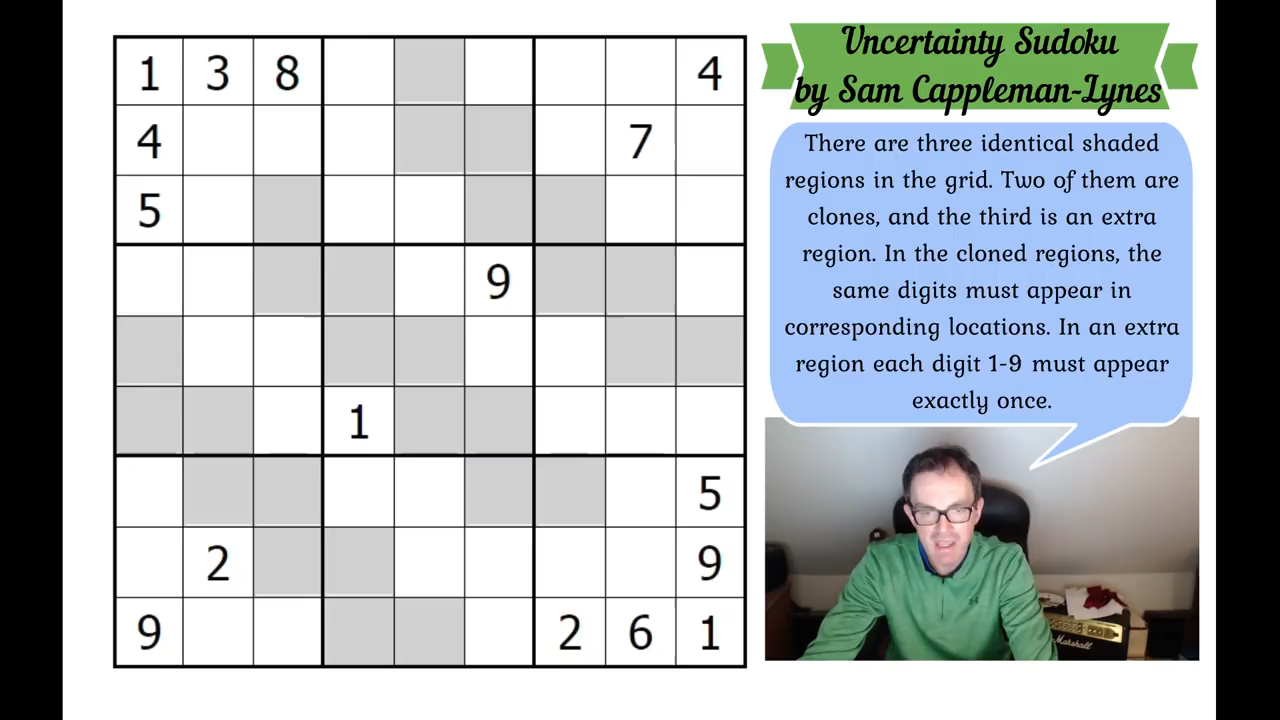 Uncertainty Sudoku
by Sam Cappleman-Lynes
There are three identical shaded
regions in the grid. Two of them are
clones, and the third is an extra
region. In the cloned regions, the
same digits must appear in
corresponding locations. In an extra
region each digit 1-9 must appear
exactly once.
1 3 8 4
4 7
5
9
1
5
2 9
9 2 6 1
Marshall